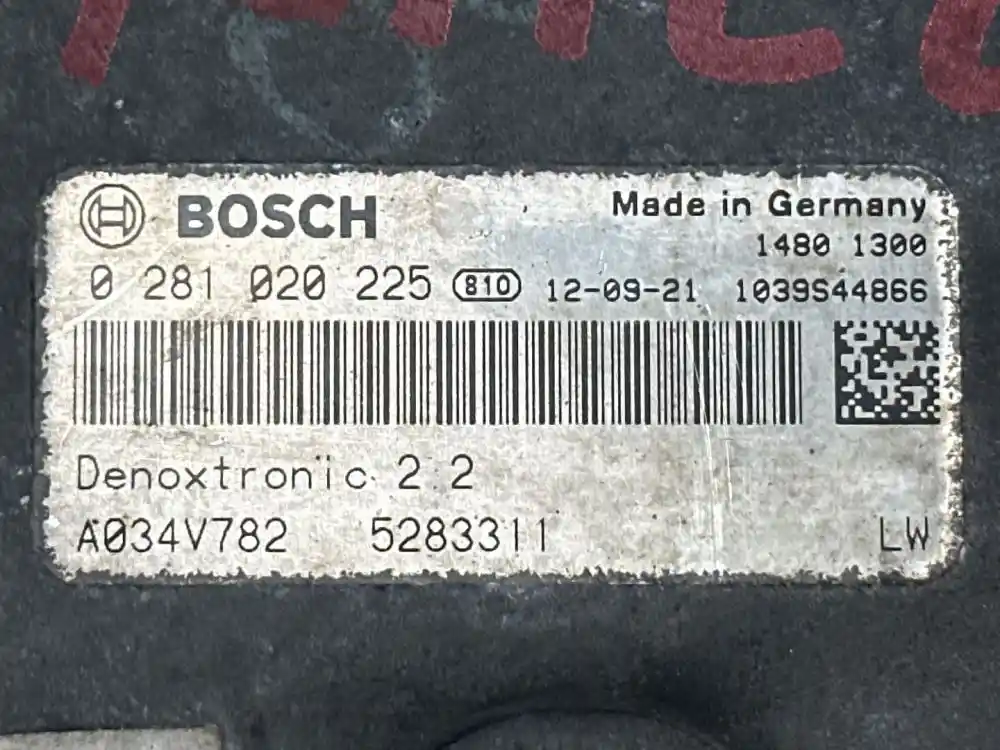 BOSCH
Made in Germany
1480 1300
0 281 020 225 810 12-09-21 1039S44866
Denoxtronic 2.2
A034V782 5283311 LW